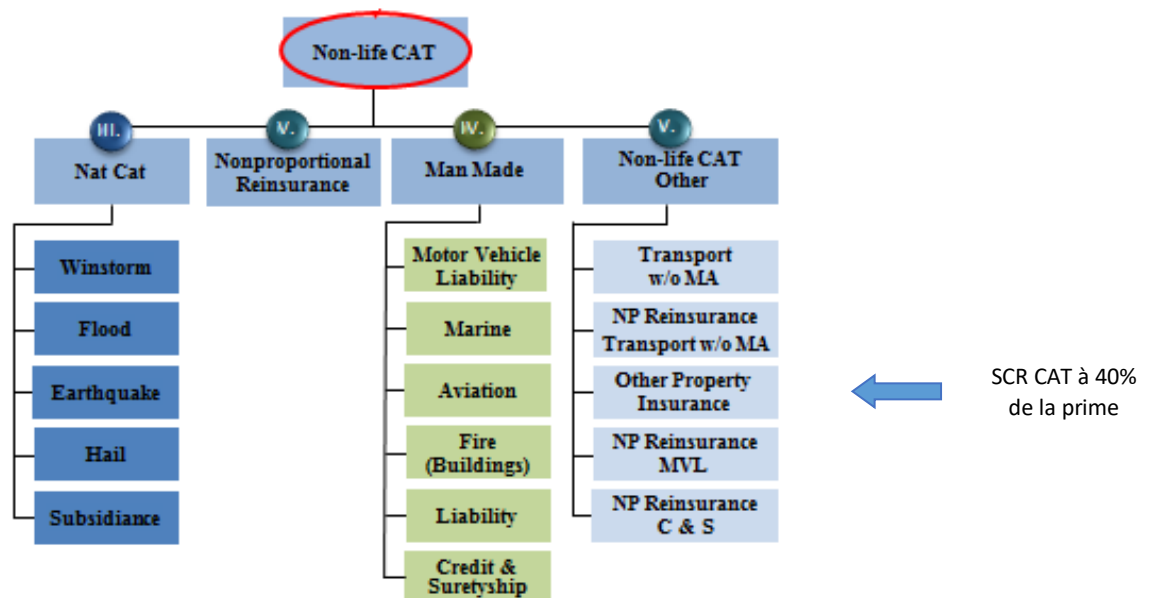 Non-life CAT
III.
IV.
IV.
V.
Nat Cat
Nonproportional
Reinsurance
Man Made
Non-life CAT
Other
Winstorm
Flood
Earthquake
Hail
Subsidiance
Motor Vehicle
Liability
Marine
Aviation
Fire
(Buildings)
Liability
Credit &
Suretyship
Transport
w/o MA
NP Reinsurance
Transport w/o MA
Other Property
Insurance
NP Reinsurance
MVL
NP Reinsurance
C & S
SCR CAT à 40%
de la prime